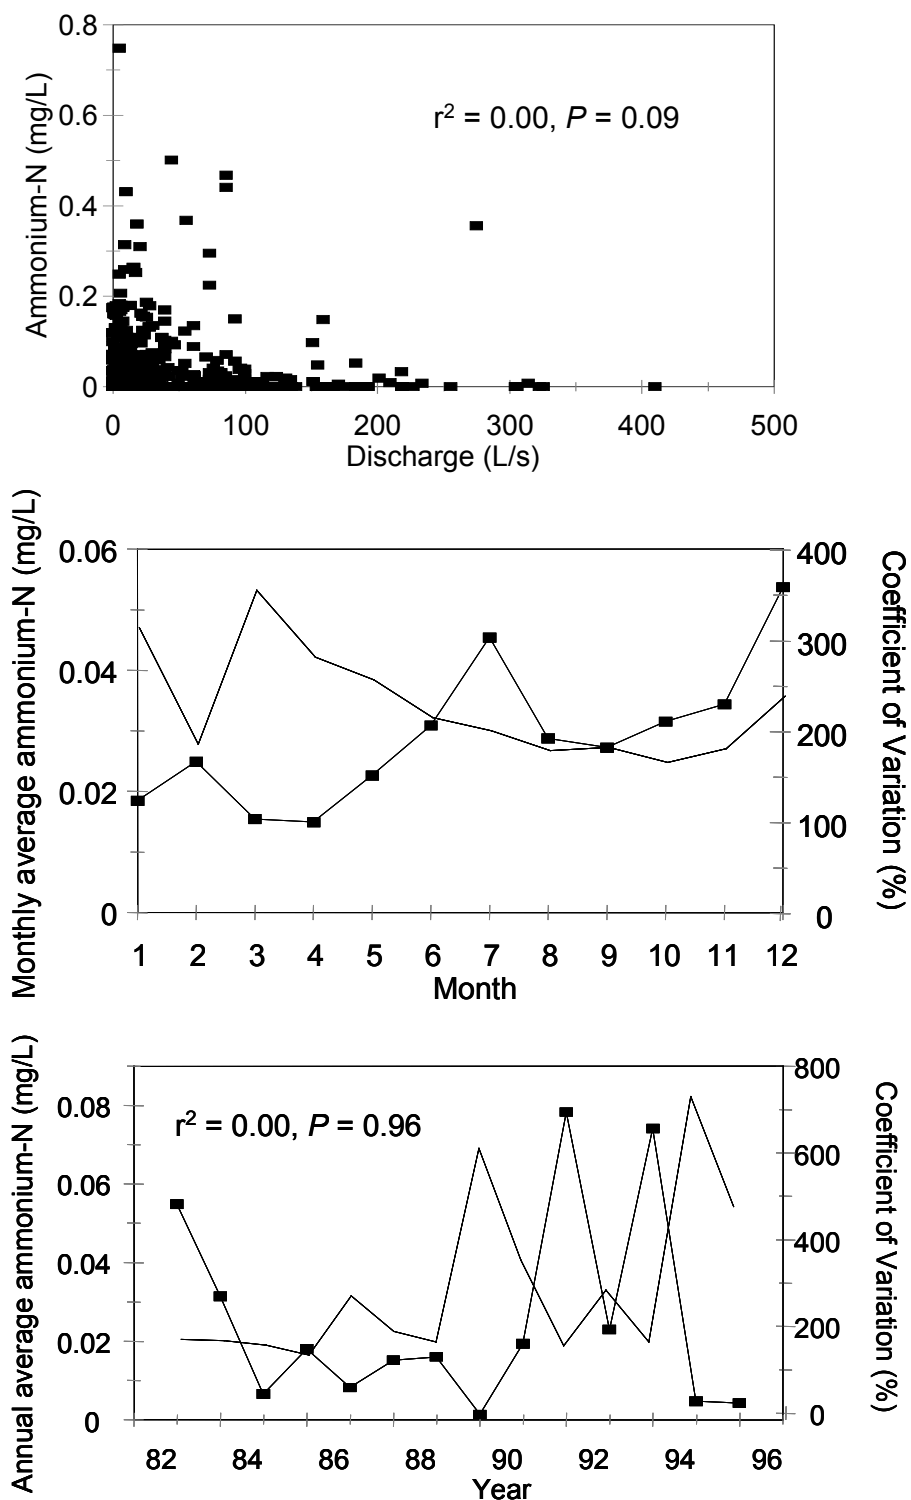 0.8
0.6
0.4
0.2
0
Ammonium-N (mg/L)
r² = 0.00, P = 0.09
0 100 200 300 400 500
Discharge (L/s)
Monthly average ammonium-N (mg/L)
0.06
0.04
0.02
0
400
300
200
100
0
Coefficient of Variation (%)
1 2 3 4 5 6 7 8 9 10 11 12
Month
Annual average ammonium-N (mg/L)
0.08
0.06
0.04
0.02
0
r² = 0.00, P = 0.96
800
600
400
200
0
Coefficient of Variation
(%)
82 84 86 88 90 92 94 96
Year